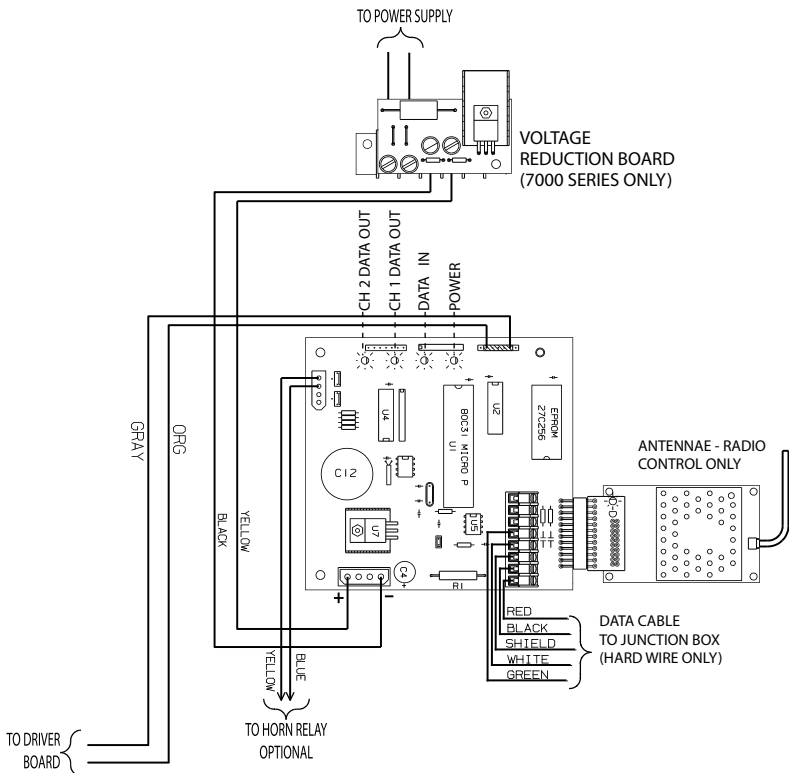 TO POWER SUPPLY
VOLTAGE
REDUCTION BOARD
(7000 SERIES ONLY)
CH 2 DATA OUT
CH 1 DATA OUT
DATA IN
POWER
GRAY
ORG
BLACK
YELLOW
U4
80C31 MICRO P
U1
U2
EPROM
27C256
C12
U7
U5
C4
+
R1
+
–
D-D
ANTENNAE - RADIO
CONTROL ONLY
RED
BLACK
SHIELD
WHITE
GREEN
DATA CABLE
TO JUNCTION BOX
(HARD WIRE ONLY)
YELLOW
BLUE
TO HORN RELAY
OPTIONAL
TO DRIVER
BOARD